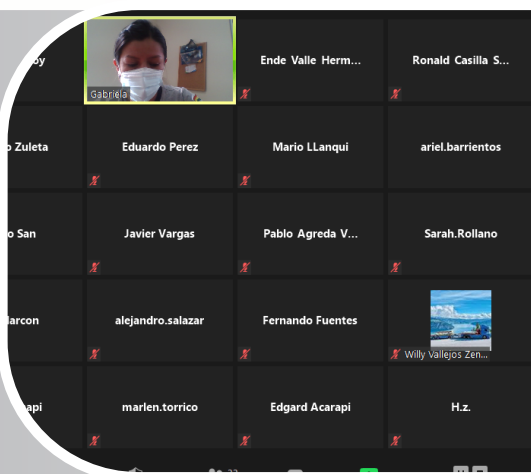 oy
Gabriela
Ende Valle Herm...
Ronald Casilla S...
o Zuleta
Eduardo Perez
Mario LLanqui
ariel.barrientos
o San
Javier Vargas
Pablo Agreda V...
Sarah.Rollano
larcon
alejandro.salazar
Fernando Fuentes
Willy Vallejos Zen...
api
marlen.torrico
Edgard Acarapi
H.z.